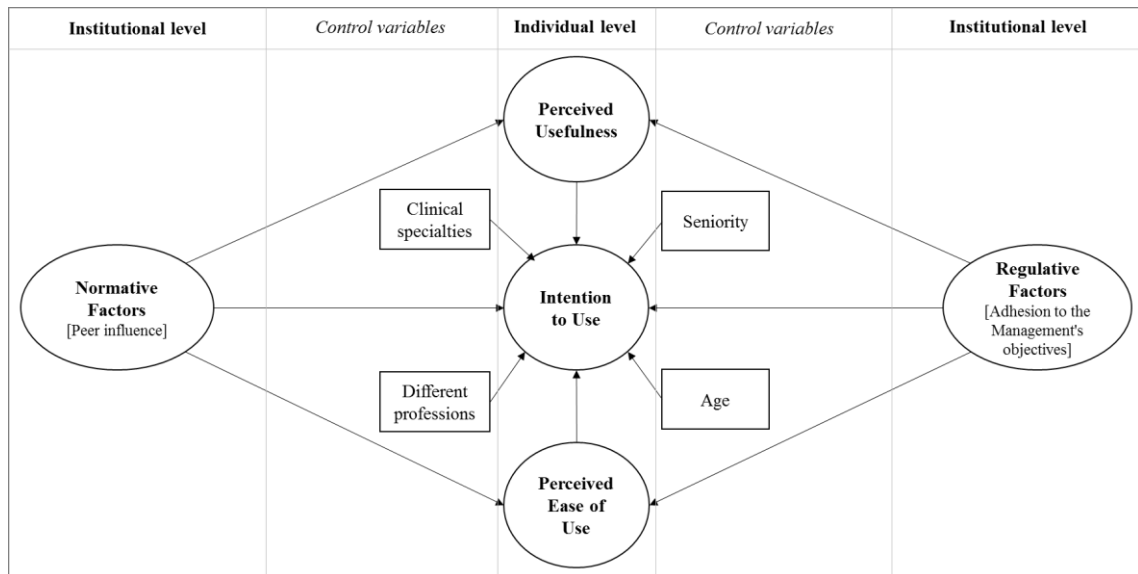 Institutional level
Control variables
Individual level
Control variables
Institutional level
Perceived
Usefulness
Clinical
specialties
Seniority
Normative
Factors
[Peer influence]
Intention
to Use
Regulative
Factors
[Adhesion to the
Management's
objectives]
Different
professions
Age
Perceived
Ease of
Use